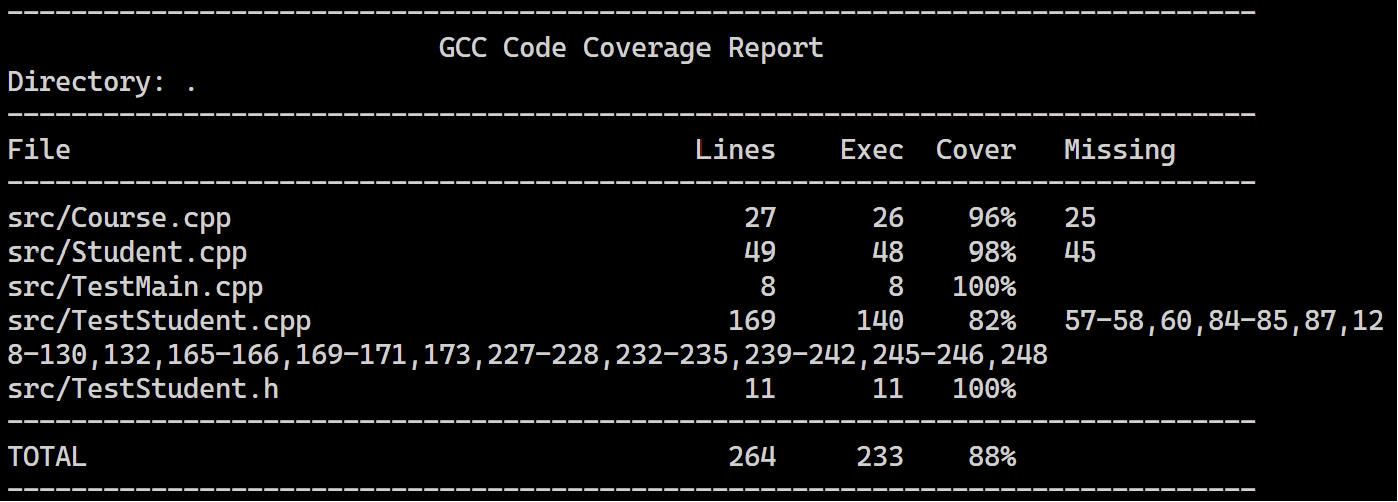 ------------------------------------------------------------------------------
GCC Code Coverage Report
Directory: .
------------------------------------------------------------------------------
File                                       Lines    Exec  Cover   Missing
------------------------------------------------------------------------------
src/Course.cpp                                27      26    96%   25
src/Student.cpp                               49      48    98%   45
src/TestMain.cpp                               8       8   100%
src/TestStudent.cpp                          169     140    82%   57-58,60,84-85,87,12
8-130,132,165-166,169-171,173,227-228,232-235,239-242,245-246,248
src/TestStudent.h                             11      11   100%
------------------------------------------------------------------------------
TOTAL                                        264     233    88%
------------------------------------------------------------------------------